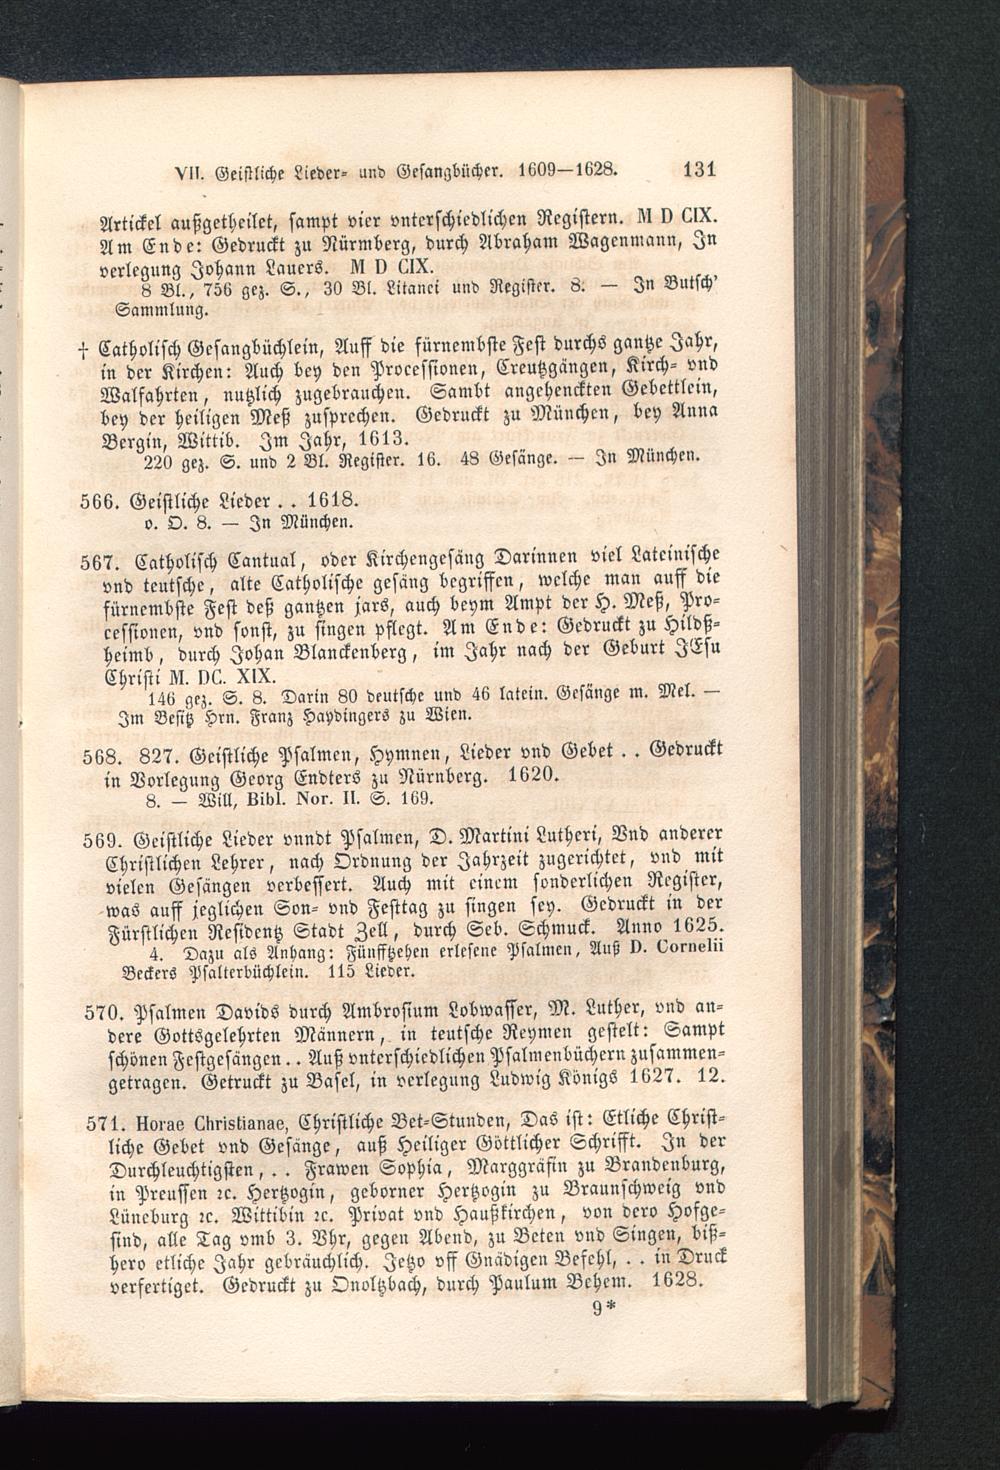 VII. Geistliche Lieder- und Gesangbücher. 1609—1628. 131
Artickel außgetheilet, sampt vier vnterschiedlichen Registern. M D CIX.
Am Ende: Gedruckt zu Nürmberg, durch Abraham Wagenmann, In
verlegung Johann Lauers. M D CIX.
8 Bl., 756 gez. S., 30 Bl. Litanei und Register. 8. — In Butsch'
Sammlung.
† Catholisch Gesangbüchlein, Auff die fürnembste Fest durchs gantze Jahr,
in der Kirchen: Auch bey den Processionen, Creutzgängen, Kirch- vnd
Walfahrten, nutzlich zugebrauchen. Sambt angehenckten Gebettlein,
bey der heiligen Meß zusprechen. Gedruckt zu München, bey Anna
Bergin, Wittib. Im Jahr, 1613.
220 gez. S. und 2 Bl. Register. 16. 48 Gesänge. — In München.
566. Geistliche Lieder . . 1618.
o. O. 8. — In München.
567. Catholisch Cantual, oder Kirchengesäng Darinnen viel Lateinische
vnd teutsche, alte Catholische gesäng begriffen, welche man auff die
fürnembste Fest deß gantzen jars, auch beym Ampt der H. Meß, Pro-
cessionen, vnd sonst, zu singen pflegt. Am Ende: Gedruckt zu Hildß-
heimb, durch Johan Blanckenberg, im Jahr nach der Geburt JEsu
Christi M. DC. XIX.
146 gez. S. 8. Darin 80 deutsche und 46 latein. Gesänge m. Mel. —
Im Besitz Hrn. Franz Haydingers zu Wien.
568. 827. Geistliche Psalmen, Hymnen, Lieder vnd Gebet . . Gedruckt
in Vorlegung Georg Endters zu Nürnberg. 1620.
8. — Will, Bibl. Nor. II. S. 169.
569. Geistliche Lieder vnndt Psalmen, D. Martini Lutheri, Vnd anderer
Christlichen Lehrer, nach Ordnung der Jahrzeit zugerichtet, vnd mit
vielen Gesängen verbessert. Auch mit einem sonderlichen Register,
was auff jeglichen Son- vnd Festtag zu singen sey. Gedruckt in der
Fürstlichen Residentz Stadt Zell, durch Seb. Schmuck. Anno 1625.
4. Dazu als Anhang: Fünfftzehen erlesene Psalmen, Auß D. Cornelii
Beckers Psalterbüchlein. 115 Lieder.
570. Psalmen Davids durch Ambrosium Lobwasser, M. Luther, vnd an-
dere Gottsgelehrten Männern, in teutsche Reymen gestelt: Sampt
schönen Festgesängen . . Auß vnterschiedlichen Psalmenbüchern zusammen-
getragen. Getruckt zu Basel, in verlegung Ludwig Königs 1627. 12.
571. Horae Christianae, Christliche Bet-Stunden, Das ist: Etliche Christ-
liche Gebet vnd Gesänge, auß Heiliger Göttlicher Schrifft. In der
Durchleuchtigsten, . . Frawen Sophia, Marggräfin zu Brandenburg,
in Preussen ꝛc. Hertzogin, geborner Hertzogin zu Braunschweig vnd
Lüneburg ꝛc. Wittibin ꝛc. Privat vnd Haußkirchen, von dero Hofge-
sind, alle Tag vmb 3. Vhr, gegen Abend, zu Beten vnd Singen, biß-
hero etliche Jahr gebräuchlich. Jetzo vff Gnädigen Befehl, . . in Druck
verfertiget. Gedruckt zu Onoltzbach, durch Paulum Behem. 1628.
9*